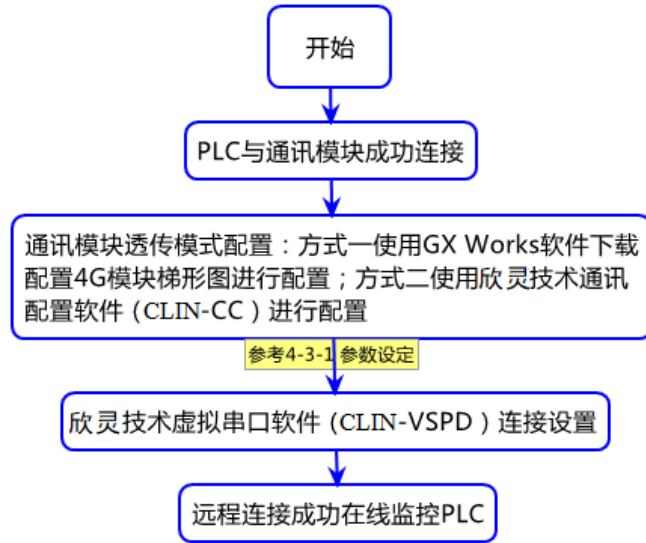 开始
PLC与通讯模块成功连接
通讯模块透传模式配置：方式一使用GX Works软件下载
配置4G模块梯形图进行配置；方式二使用欣灵技术通讯
配置软件（CLIN-CC）进行配置
参考4-3-1 参数设定
欣灵技术虚拟串口软件（CLIN-VSPD）连接设置
远程连接成功在线监控PLC